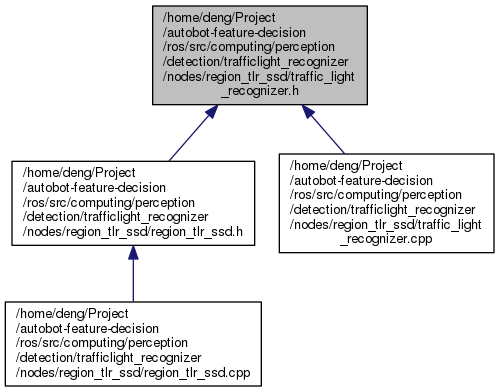 /home/deng/Project
/autobot-feature-decision
/ros/src/computing/perception
/detection/trafficlight_recognizer
/nodes/region_tlr_ssd/traffic_light
_recognizer.h
/home/deng/Project
/autobot-feature-decision
/ros/src/computing/perception
/detection/trafficlight_recognizer
/nodes/region_tlr_ssd/region_tlr_ssd.h
/home/deng/Project
/autobot-feature-decision
/ros/src/computing/perception
/detection/trafficlight_recognizer
/nodes/region_tlr_ssd/traffic_light
_recognizer.cpp
/home/deng/Project
/autobot-feature-decision
/ros/src/computing/perception
/detection/trafficlight_recognizer
/nodes/region_tlr_ssd/region_tlr_ssd.cpp